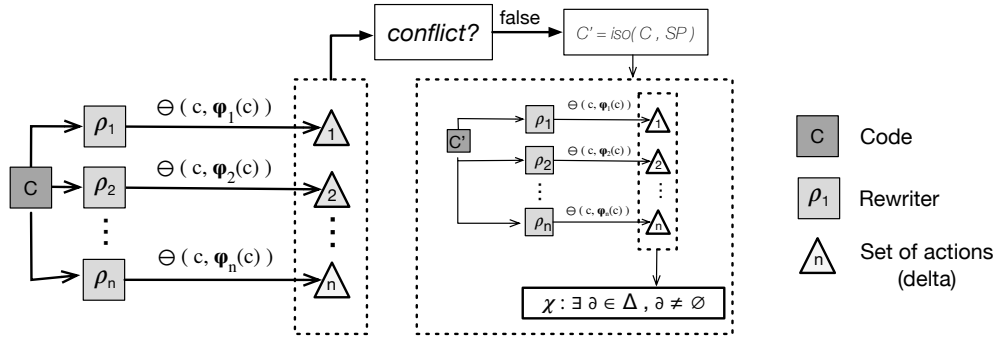 conflict?
false
C' = iso( C , SP )
C
ρ1
⊖ ( c, φ1(c) )
1
ρ2
⊖ ( c, φ2(c) )
2
⋮
⋮
ρn
⊖ ( c, φn(c) )
n
C'
ρ1
⊖ ( c, φ1(c) )
1
ρ2
⊖ ( c, φ2(c) )
2
⋮
⋮
ρn
⊖ ( c, φn(c) )
n
χ : ∃ ∂ ∈ Δ , ∂ ≠ ∅
C Code
ρ1 Rewriter
n Set of actions
(delta)